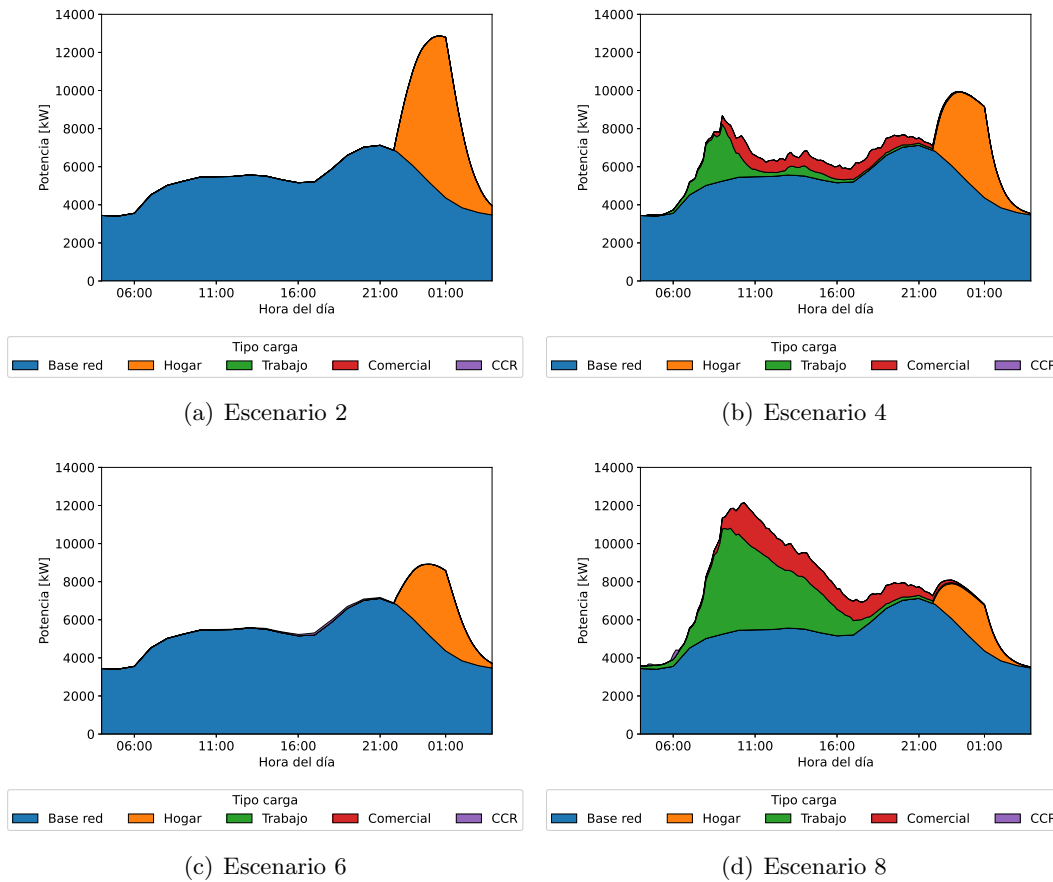 14000
12000
10000
8000
6000
4000
2000
0
Potencia [kW]
06:00 11:00 16:00 21:00 01:00
Hora del día
Tipo carga
Base red Hogar Trabajo Comercial CCR
(a) Escenario 2
14000
12000
10000
8000
6000
4000
2000
0
Potencia [kW]
06:00 11:00 16:00 21:00 01:00
Hora del día
Tipo carga
Base red Hogar Trabajo Comercial CCR
(b) Escenario 4
14000
12000
10000
8000
6000
4000
2000
0
Potencia [kW]
06:00 11:00 16:00 21:00 01:00
Hora del día
Tipo carga
Base red Hogar Trabajo Comercial CCR
(c) Escenario 6
14000
12000
10000
8000
6000
4000
2000
0
Potencia [kW]
06:00 11:00 16:00 21:00 01:00
Hora del día
Tipo carga
Base red Hogar Trabajo Comercial CCR
(d) Escenario 8